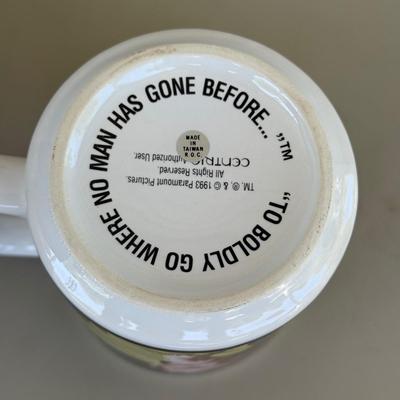 "TO BOLDLY GO WHERE NO MAN HAS GONE BEFORE... "™
MADE
IN
TAIWAN
R.O.C.
TM, ® & © 1993 Paramount Pictures.
All Rights Reserved.
Authorized User.